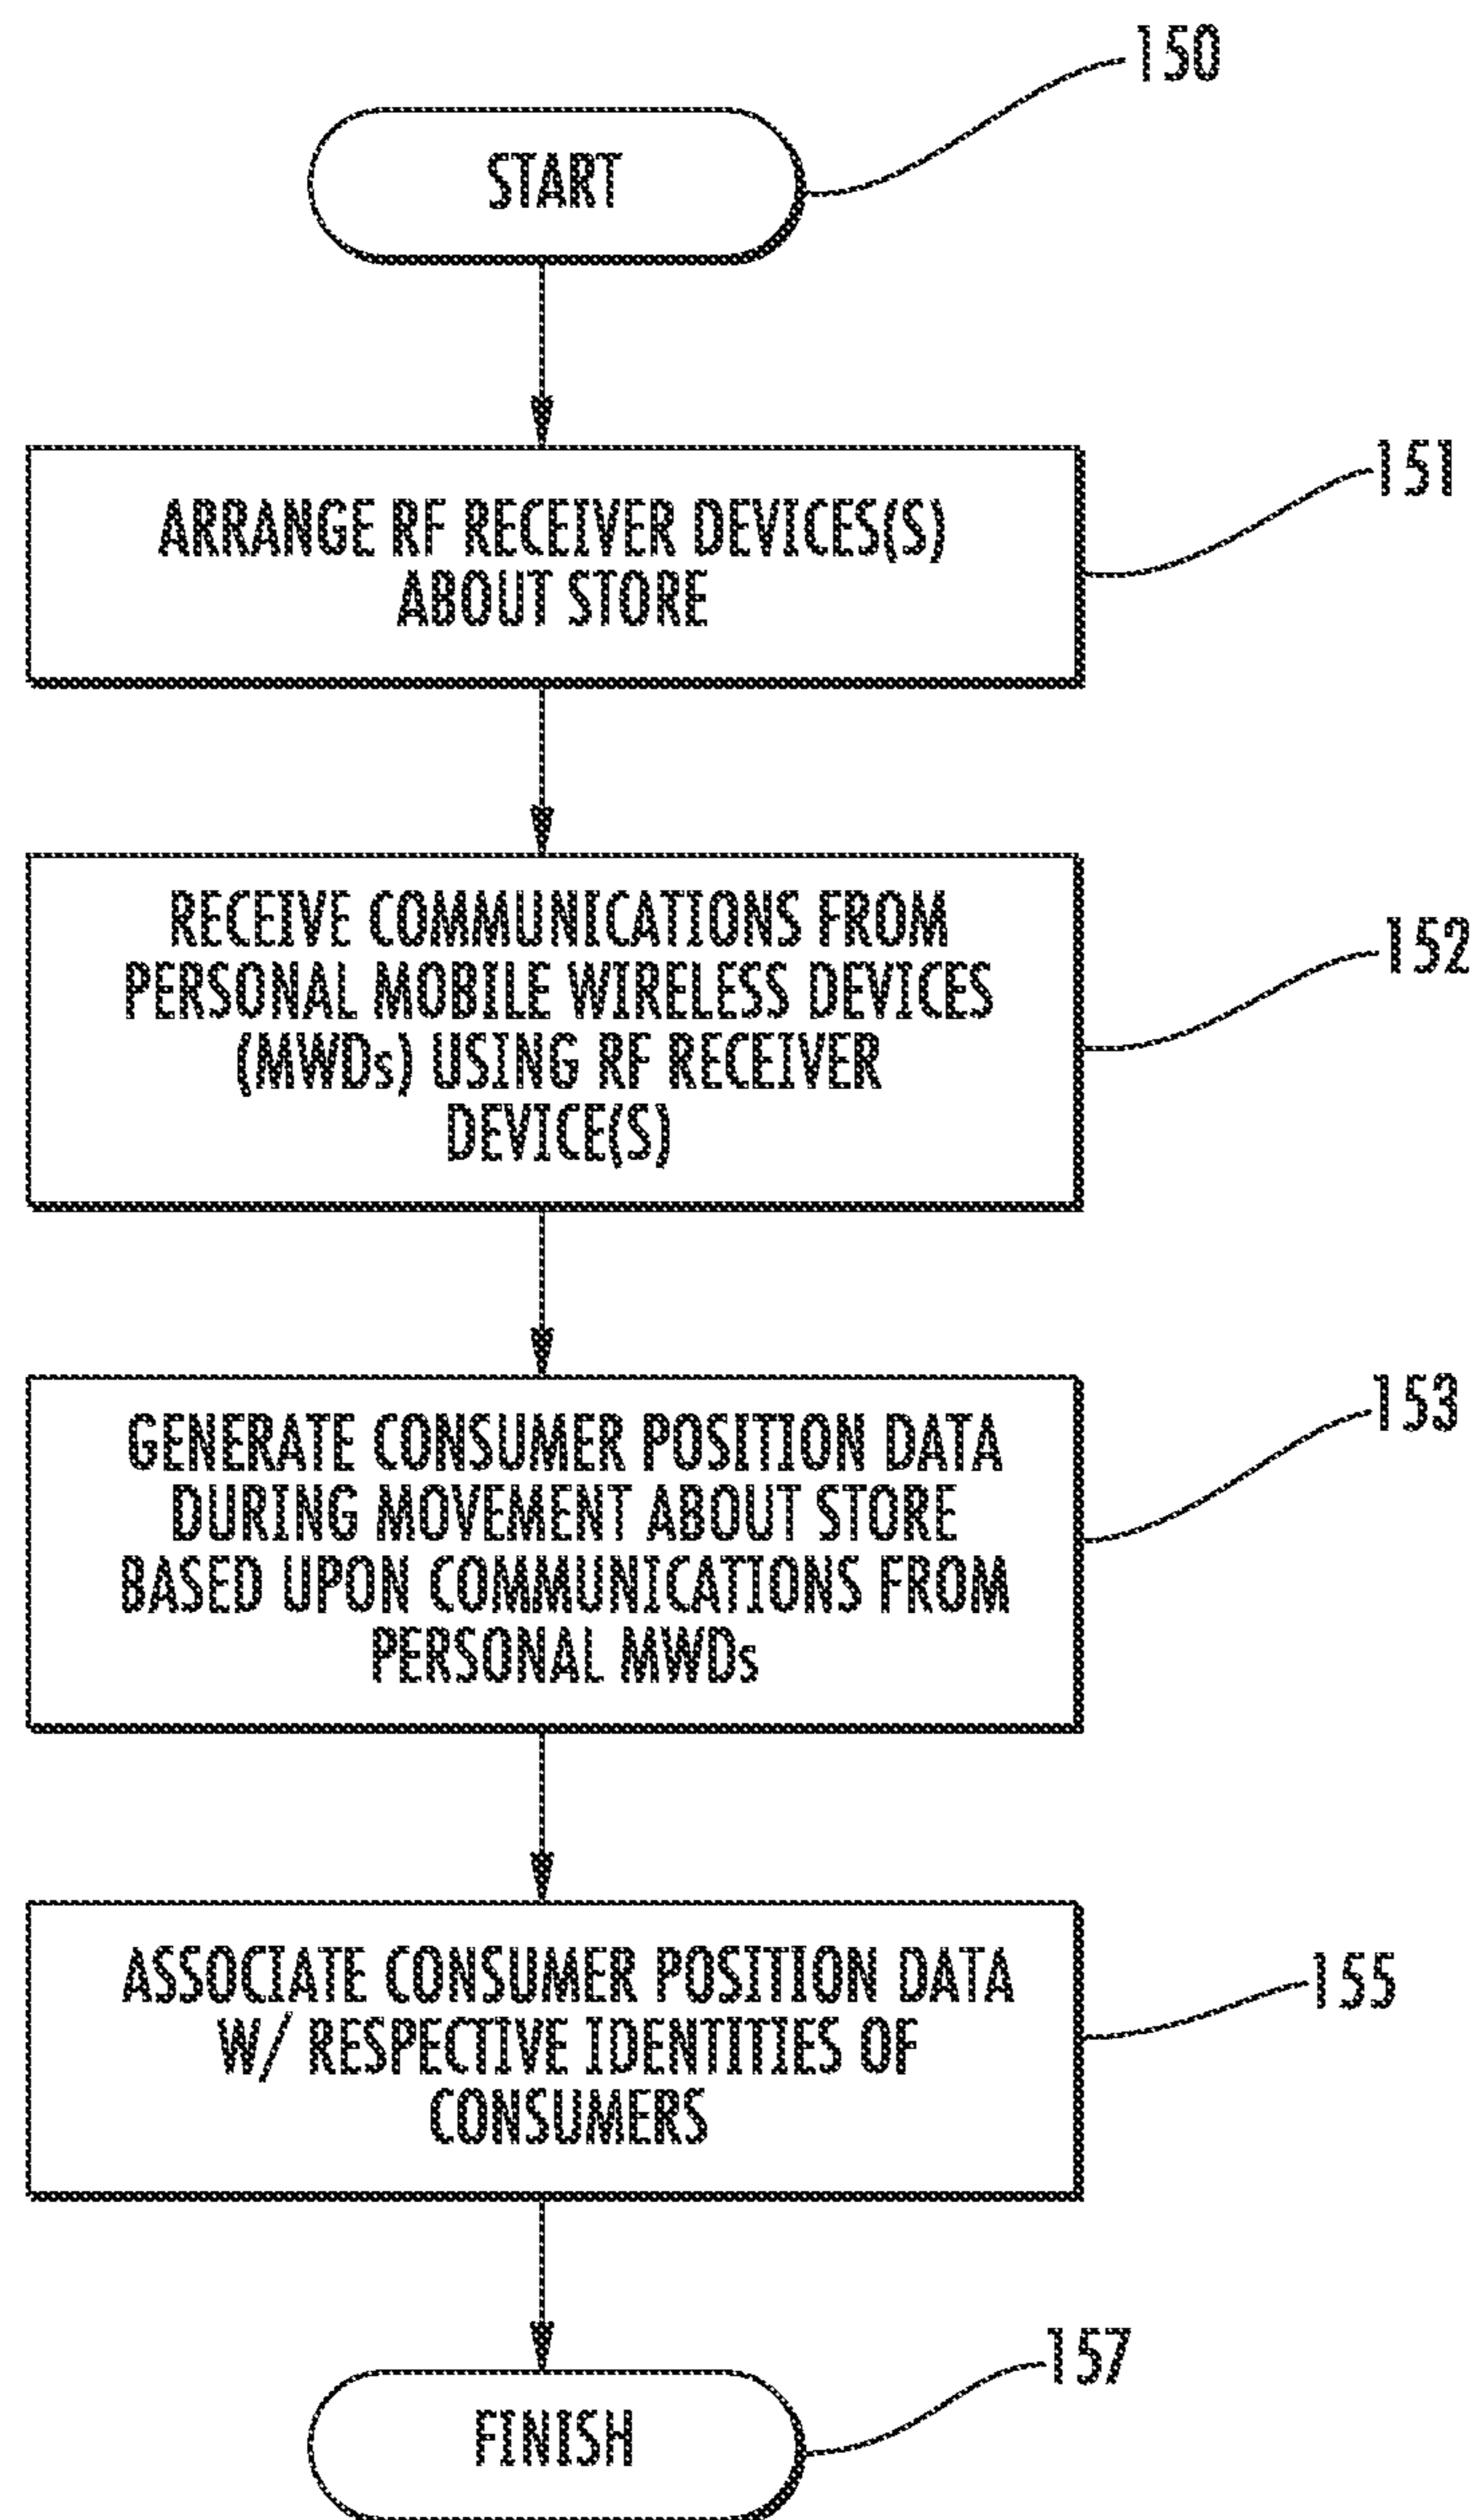 150
START
151
ARRANGE RF RECEIVER DEVICES(S)
ABOUT STORE
152
RECEIVE COMMUNICATIONS FROM
PERSONAL MOBILE WIRELESS DEVICES
(MWDs) USING RF RECEIVER
DEVICE(S)
153
GENERATE CONSUMER POSITION DATA
DURING MOVEMENT ABOUT STORE
BASED UPON COMMUNICATIONS FROM
PERSONAL MWDs
155
ASSOCIATE CONSUMER POSITION DATA
W/ RESPECTIVE IDENTITIES OF
CONSUMERS
157
FINISH